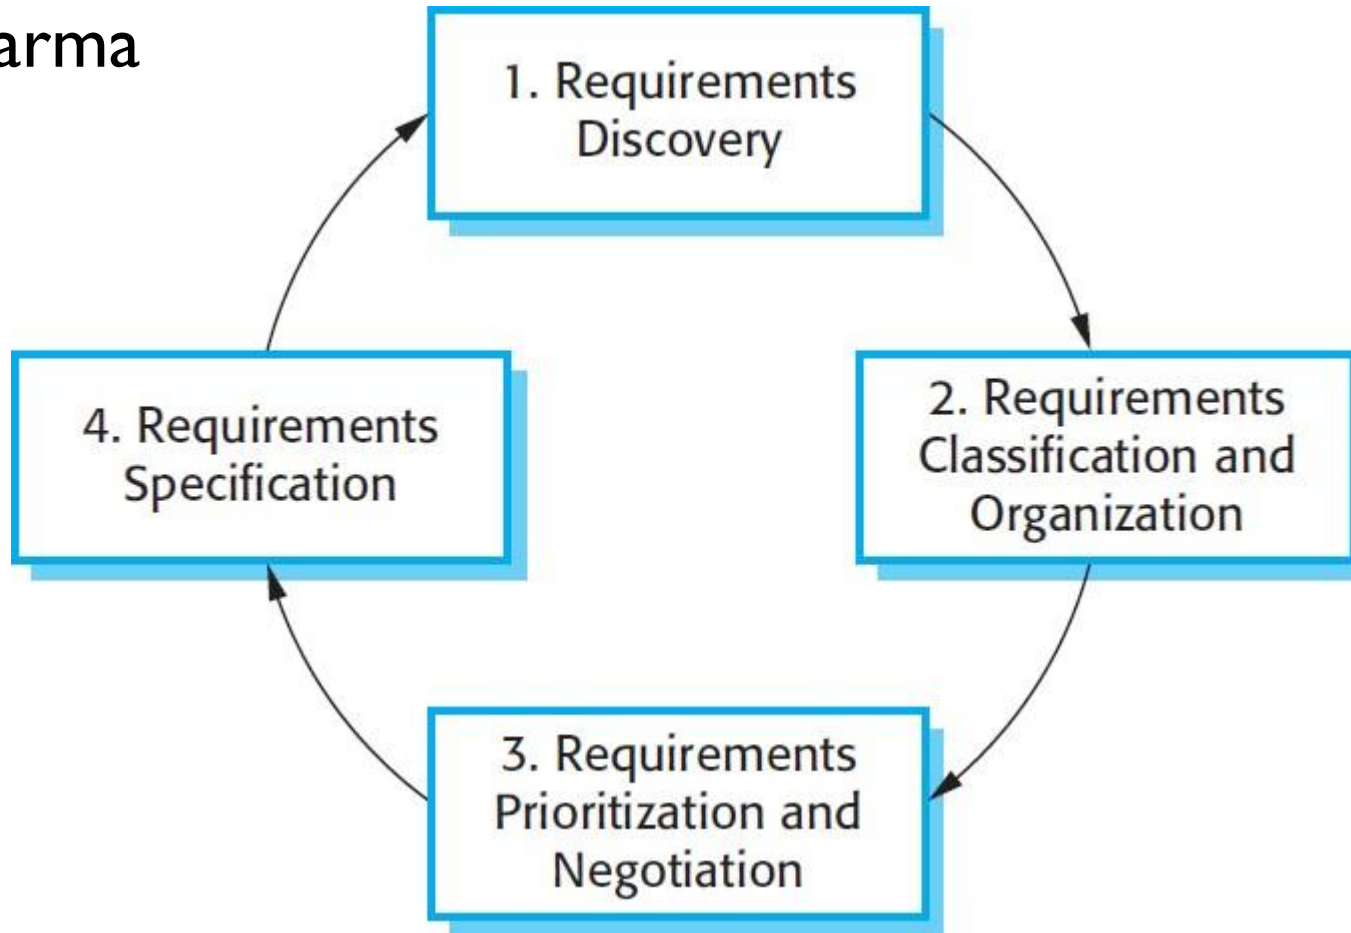 arma
1. Requirements
Discovery
2. Requirements
Classification and
Organization
3. Requirements
Prioritization and
Negotiation
4. Requirements
Specification